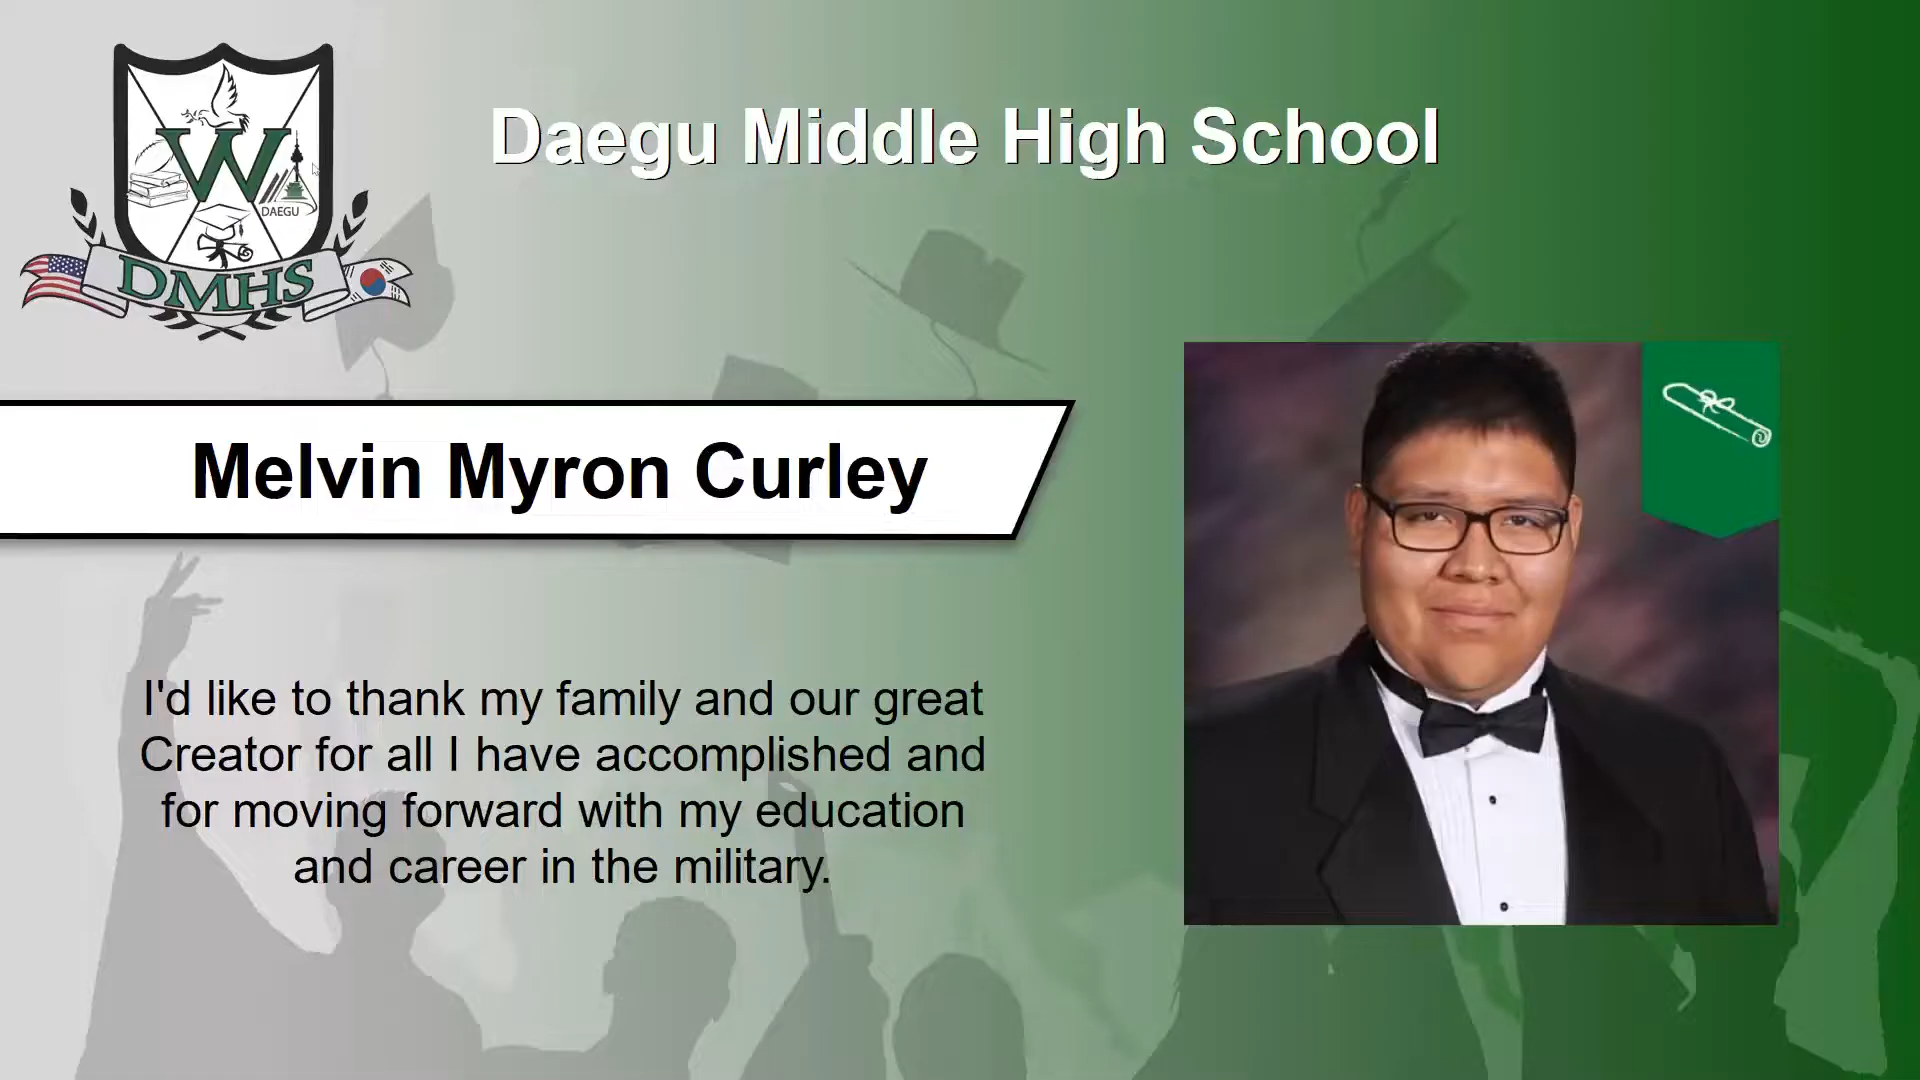 W
DAEGU
DMHS
Daegu Middle High School
Melvin Myron Curley
I'd like to thank my family and our great
Creator for all I have accomplished and
for moving forward with my education
and career in the military.